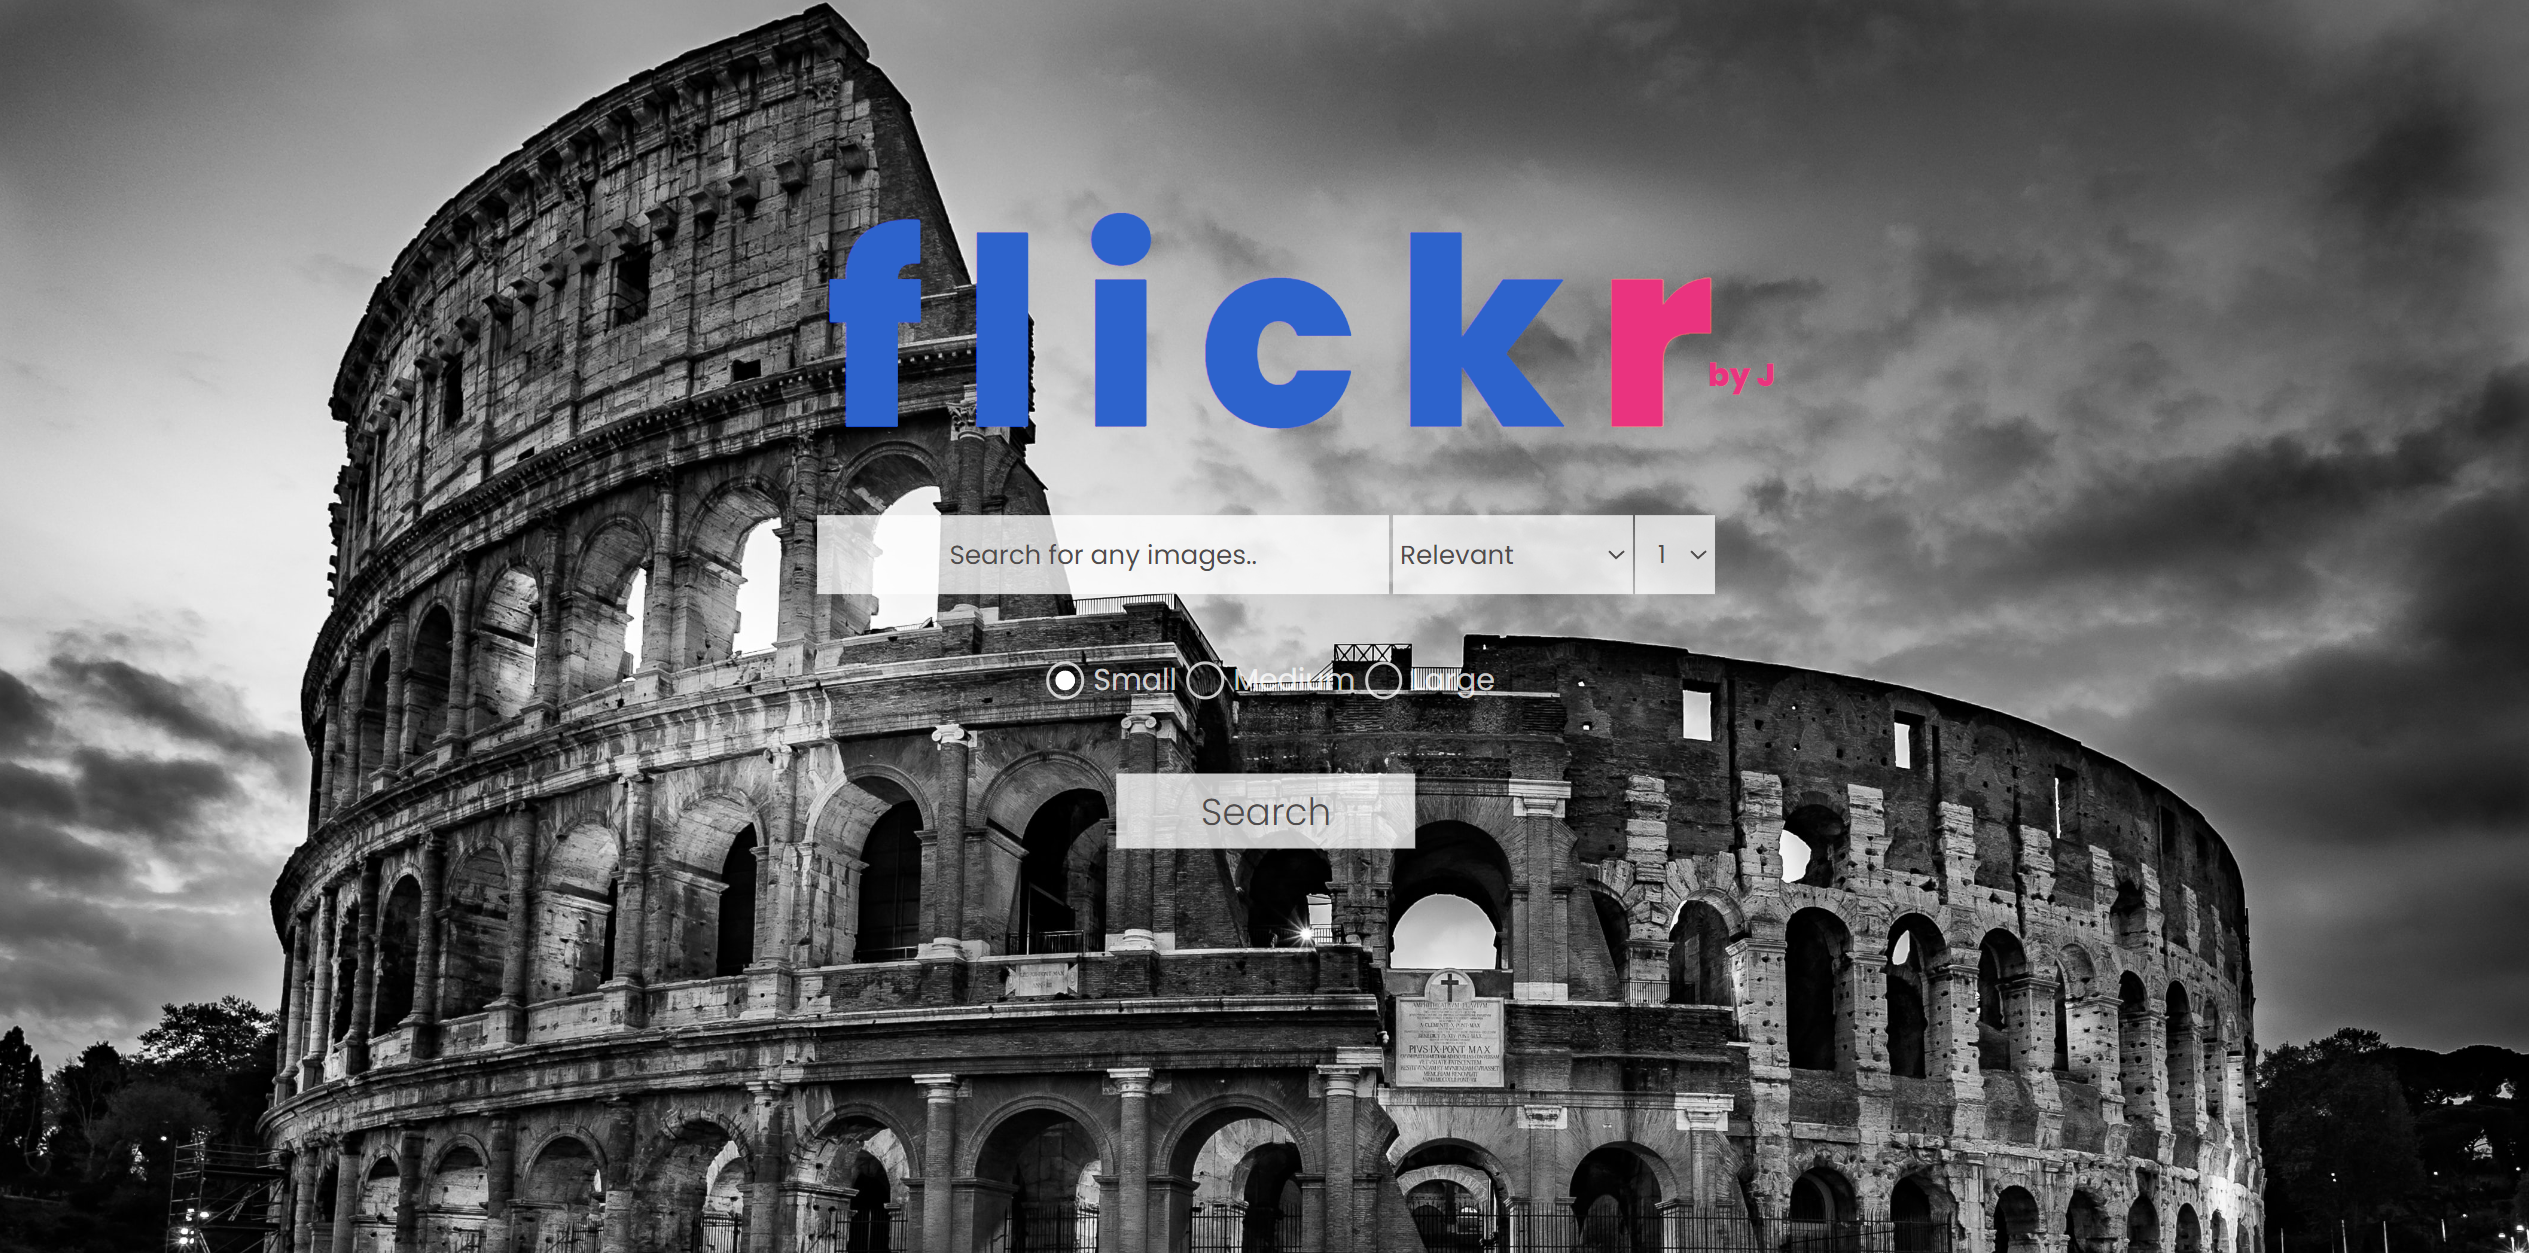 flickr
by J
Search for any images.. Relevant 1
Small Medium Large
Search
PIVS·IX·PONT·MAX